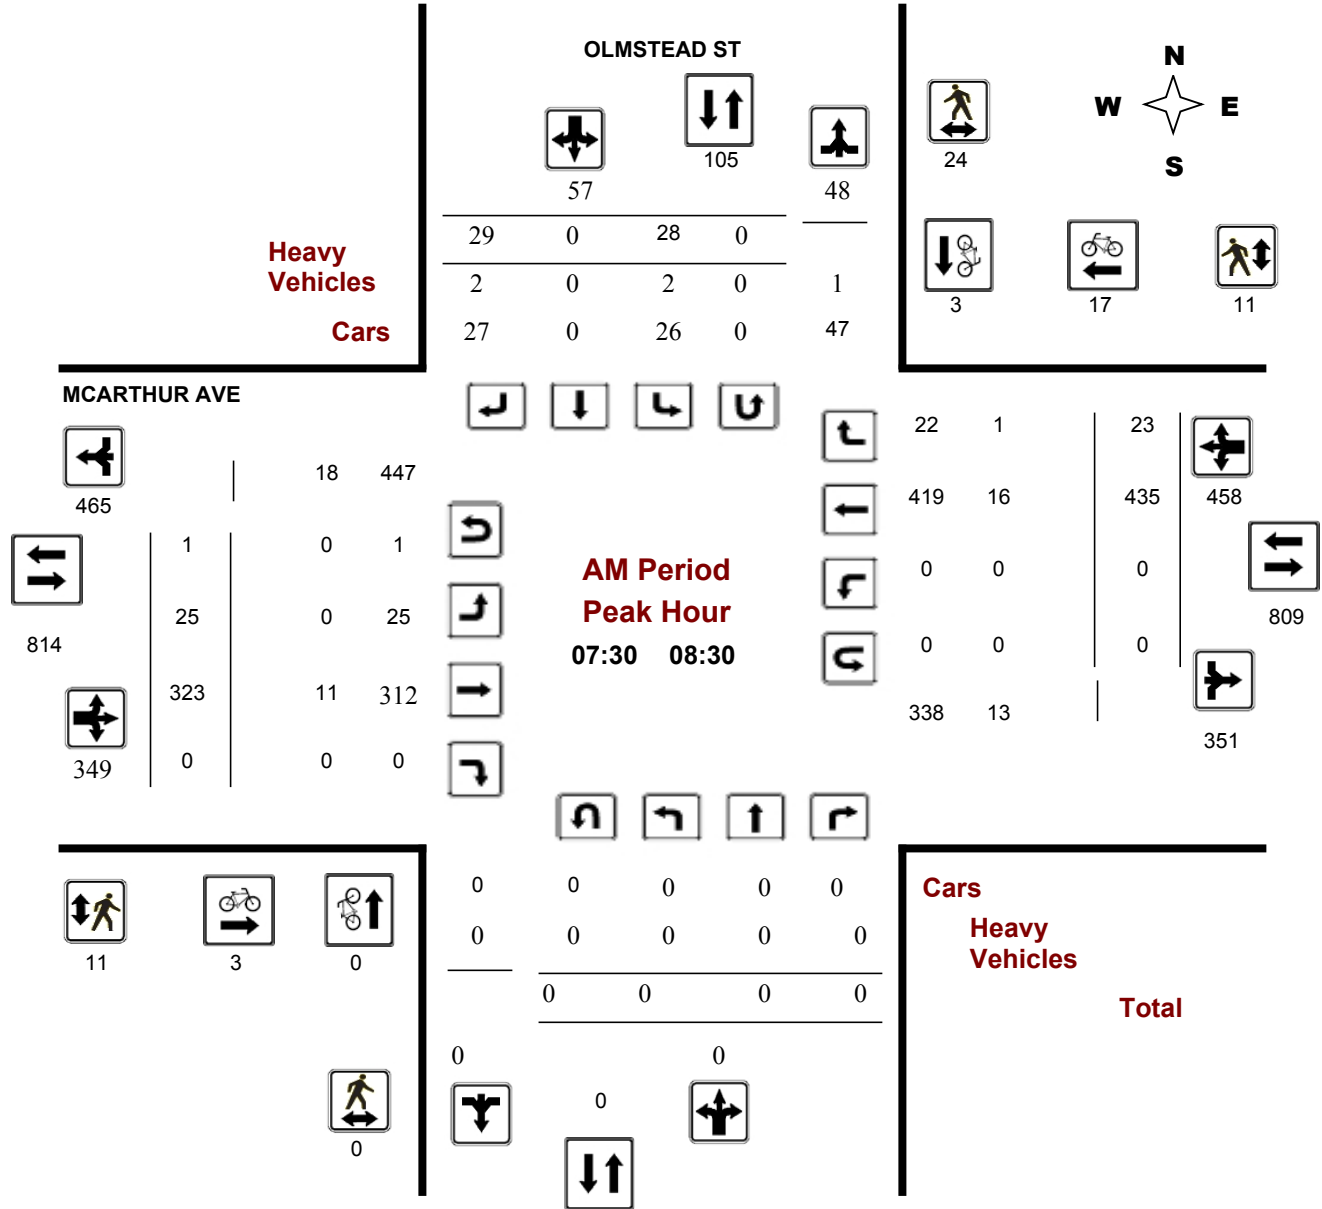 OLMSTEAD ST
N
W E
S
105
24
57 48
29 0 28 0
Heavy
Vehicles
2 0 2 0 1
3 17 11
Cars
27 0 26 0 47
MCARTHUR AVE
22 1 23
18 447
465
419 16 435 458
1 0 1
AM Period
0 0 0
Peak Hour
25 0 25
809
814
07:30 08:30
0 0 0
323 11 312
338 13
351
349 0 0 0
0 0 0 0 0
Cars
0 0 0 0 0
Heavy
Vehicles
11 3 0
0 0 0 0
Total
0 0
0
0